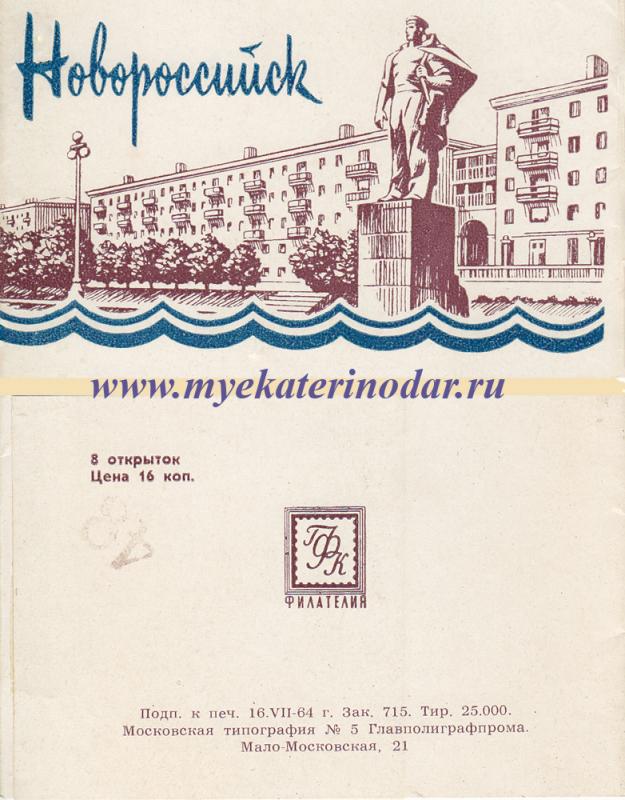 Новороссийск
www.myekaterinodar.ru
8 открыток
Цена 16 коп.
ГФК
ФИЛАТЕЛИЯ
Подп. к печ. 16.VII-64 г. Зак. 715. Тир. 25.000.
Московская типография № 5 Главполиграфпрома.
Мало-Московская, 21